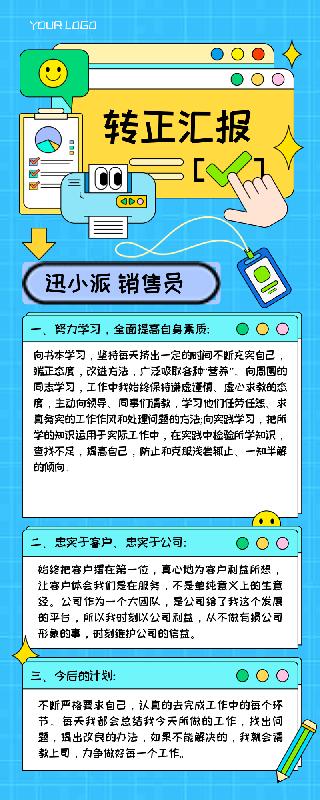 YOUR LOGO
转正汇报
迅小派 销售员
一、努力学习，全面提高自身素质:
向书本学习，坚持每天挤出一定的时间不断充实自己，
端正态度，改进方法，广泛吸取各种"营养"、向周围的
同志学习，工作中我始终保持谦虚谨慎、虚心求教的态
度，主动向领导、同事们请教，学习他们任劳任怨、求
真务实的工作作风和处理问题的方法;向实践学习，把所
学的知识运用于实际工作中，在实践中检验所学知识，
查找不足，提高自己，防止和克服浅尝辄止、一知半解
的倾向.
二、忠实于客户、忠实于公司:
始终把客户摆在第一位，真心地为客户利益所想，
让客户体会我们是在服务，不是单纯意义上的生意
经。公司作为一个大团队，是公司给了我这个发展
的平台，所以我时刻以公司利益，从不做有损公司
形象的事，时刻维护公司的信益。
三、今后的计划:
不断严格要求自己，认真的去完成工作中的每个环
节、每天我都会总结我今天所做的工作，找出问
题，提出改良的办法，如果不能解决的，我就会请
教上司，力争做好每一个工作。